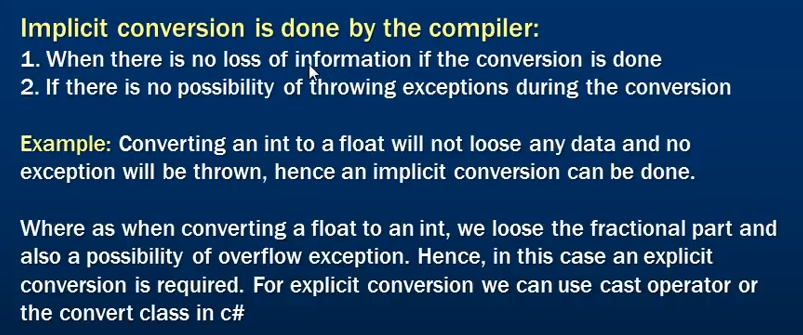 Implicit conversion is done by the compiler:
1. When there is no loss of information if the conversion is done
2. If there is no possibility of throwing exceptions during the conversion
Example: Converting an int to a float will not loose any data and no
exception will be thrown, hence an implicit conversion can be done.
Where as when converting a float to an int, we loose the fractional part and
also a possibility of overflow exception. Hence, in this case an explicit
conversion is required. For explicit conversion we can use cast operator or
the convert class in c#